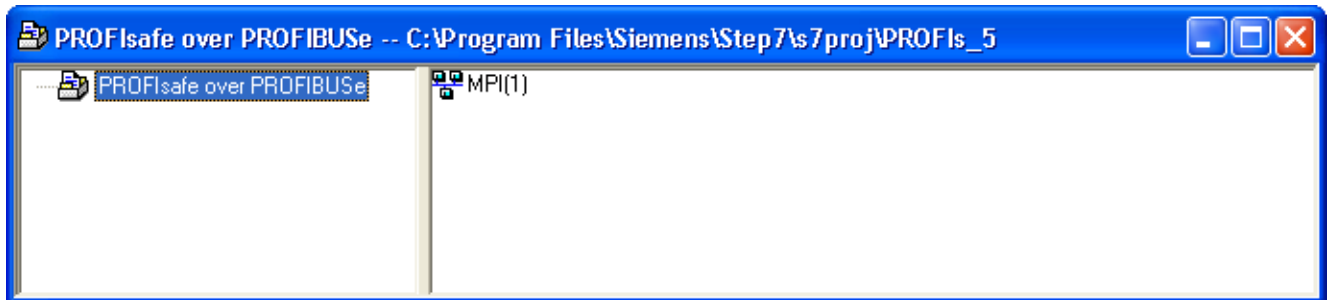 PROFIsafe over PROFIBUSe -- C:\Program Files\Siemens\Step7\s7proj\PROFIs_5
PROFIsafe over PROFIBUSe
MPI(1)